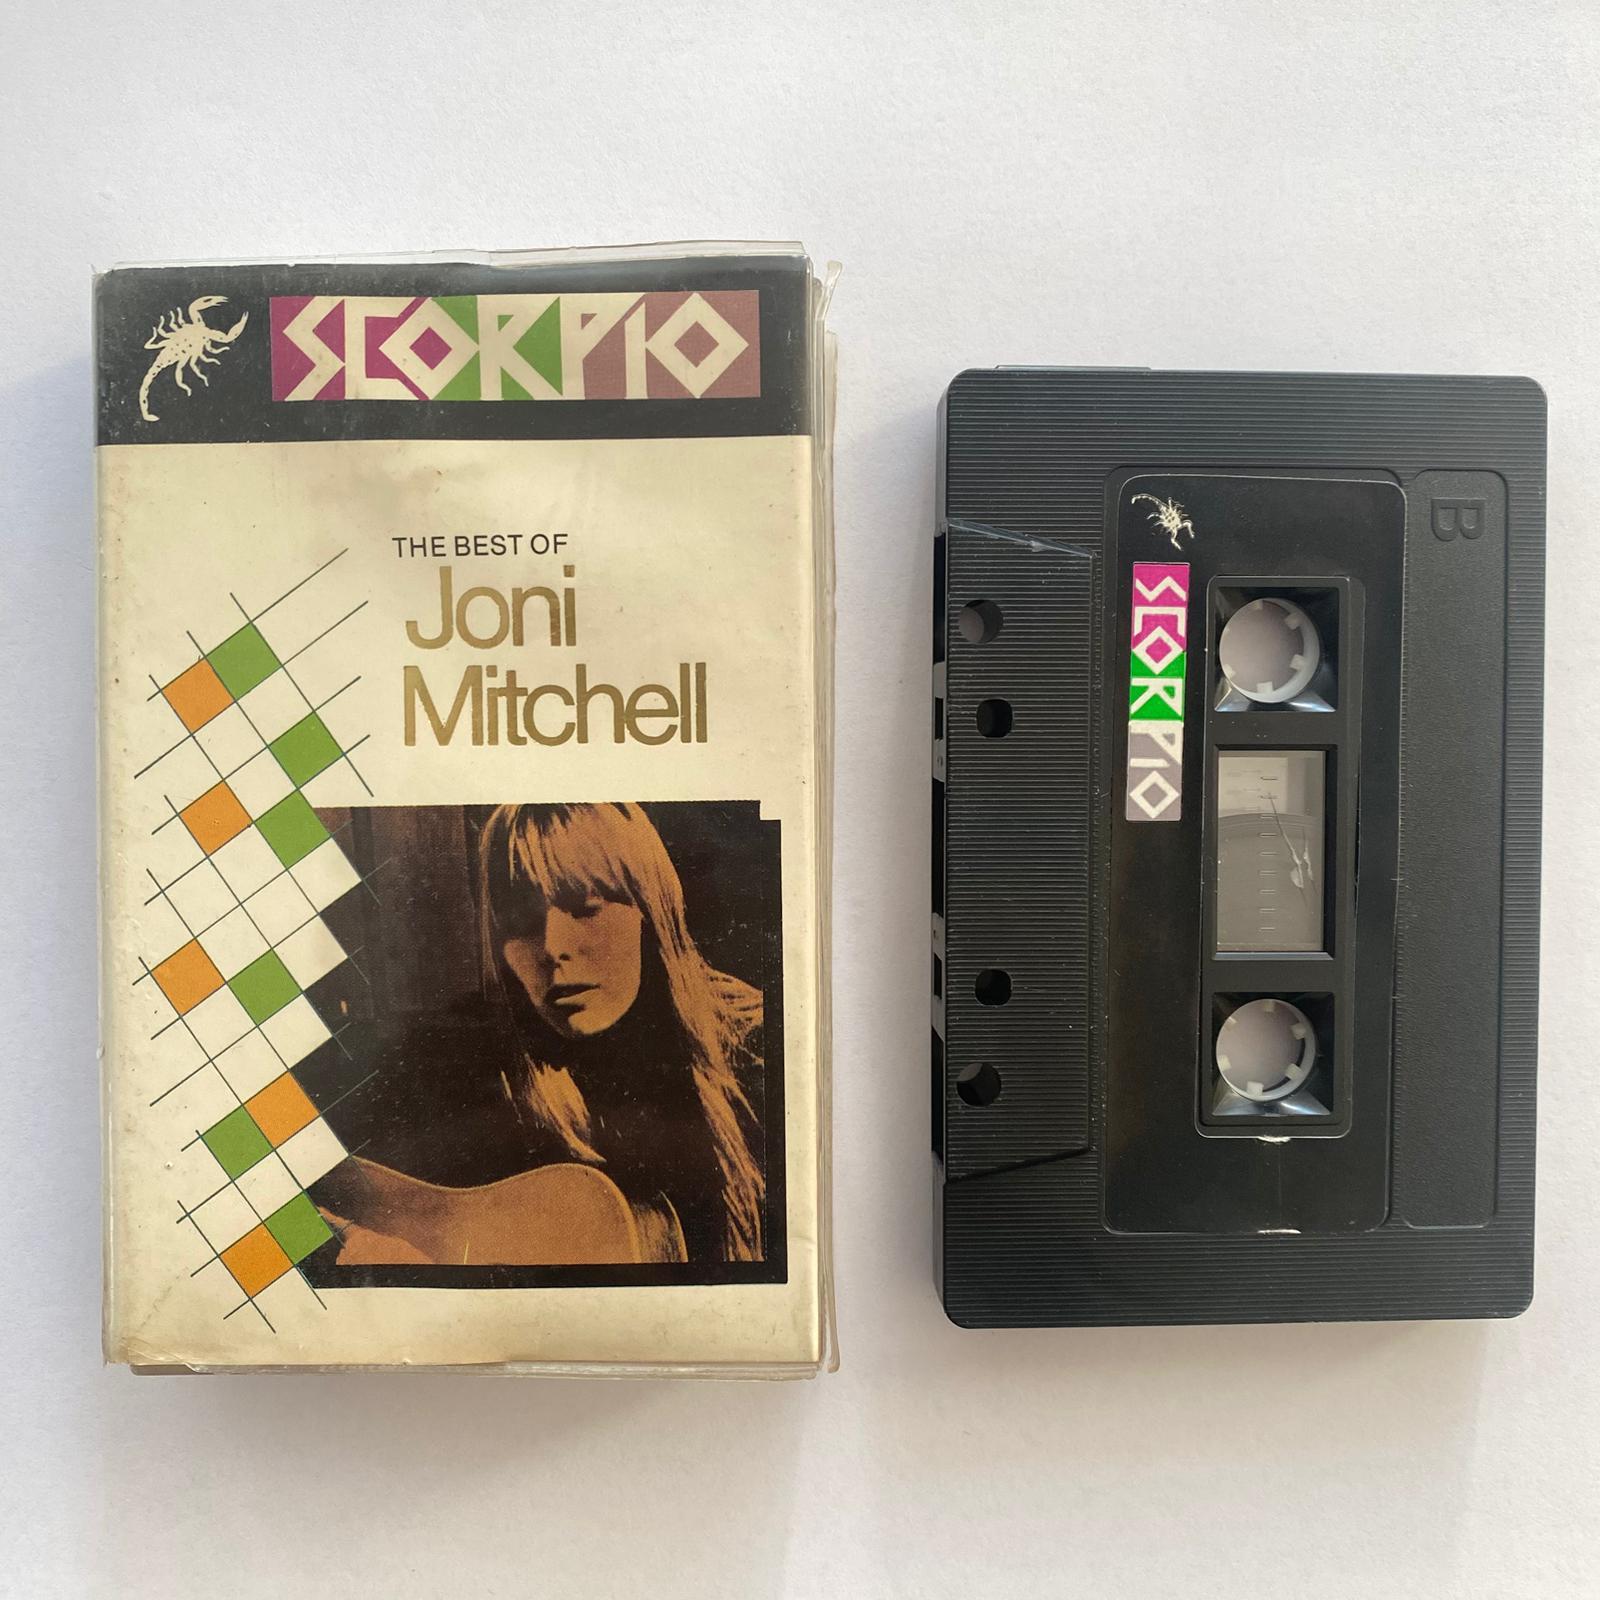 SCORPIO
THE BEST OF
Joni
Mitchell
SCORPIO
B